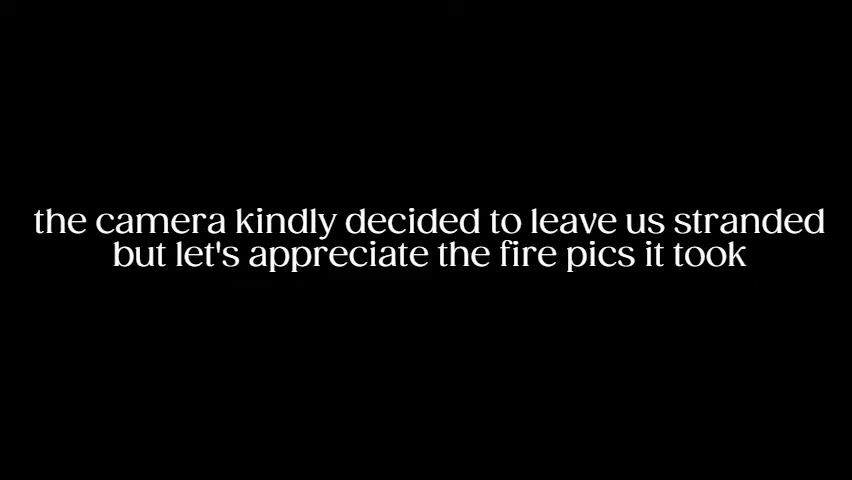 the camera kindly decided to leave us stranded
but let's appreciate the fire pics it took